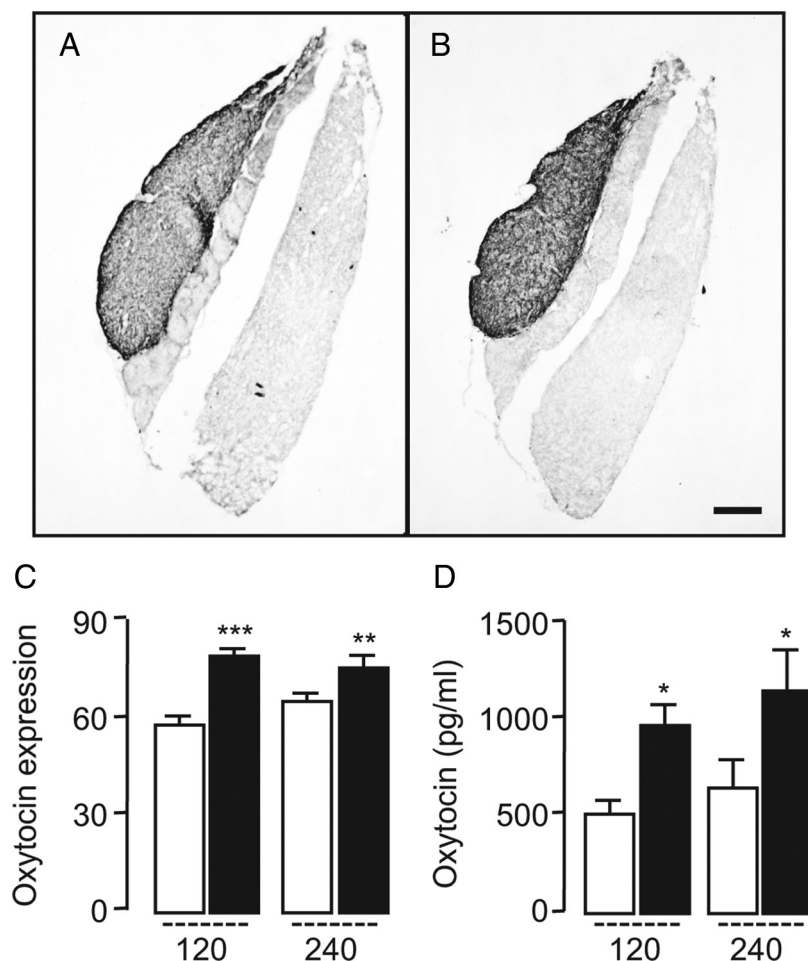 A
B
C
D
Oxytocin expression
90
60
30
0
***
**
120
240
Oxytocin (pg/ml)
1500
1000
500
0
*
*
120
240